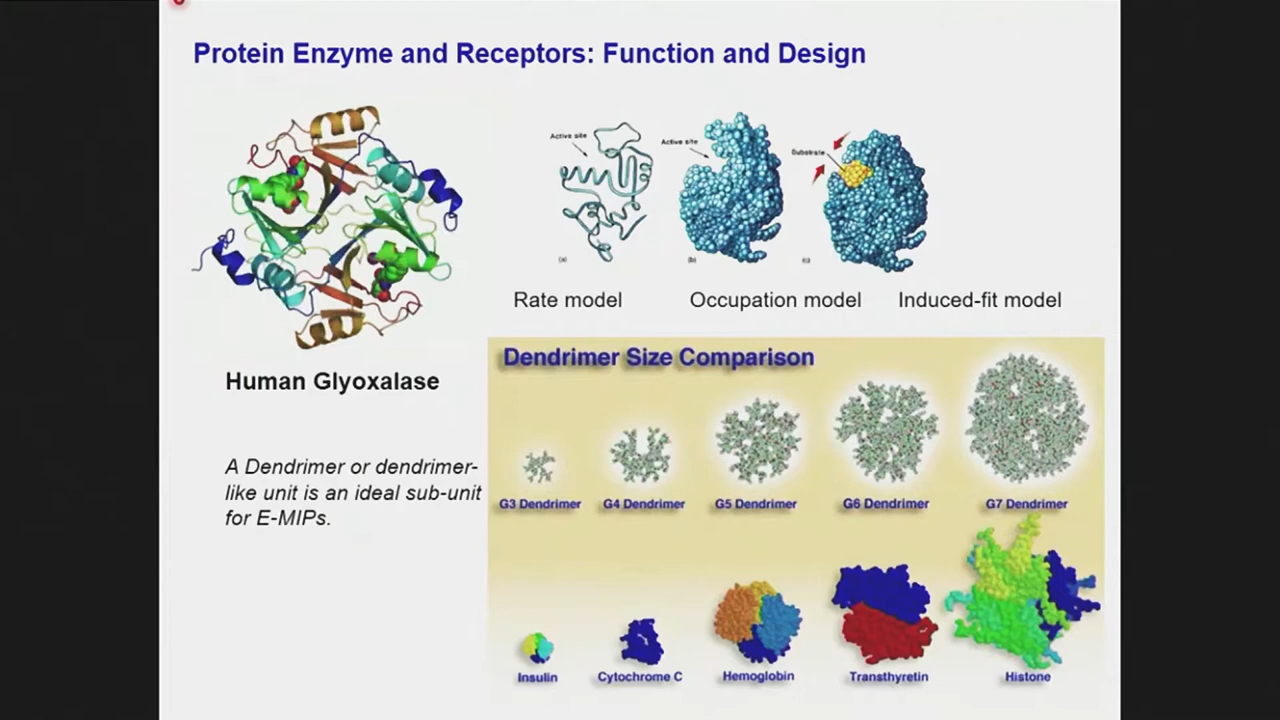 Protein Enzyme and Receptors: Function and Design
Active site
Active site
Substrate
(a)
(b)
(c)
Rate model
Occupation model
Induced-fit model
Human Glyoxalase
A Dendrimer or dendrimer-
like unit is an ideal sub-unit
for E-MIPs.
Dendrimer Size Comparison
G3 Dendrimer
G4 Dendrimer
G5 Dendrimer
G6 Dendrimer
G7 Dendrimer
Insulin
Cytochrome C
Hemoglobin
Transthyretin
Histone